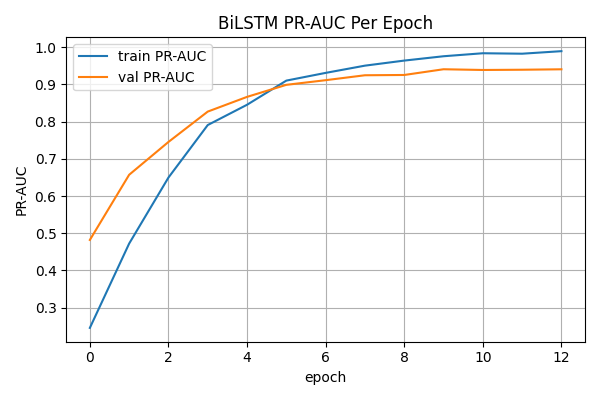 BiLSTM PR-AUC Per Epoch
train PR-AUC
val PR-AUC
PR-AUC
1.0
0.9
0.8
0.7
0.6
0.5
0.4
0.3
0 2 4 6 8 10 12
epoch